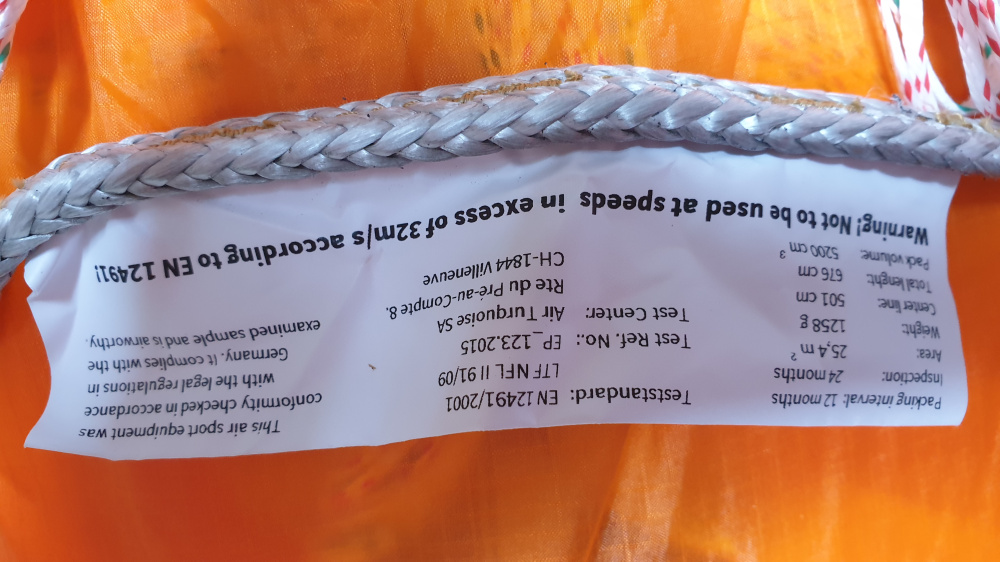 Packing interval: 12 months
Inspection: 24 months
Area: 25,4 m ²
Weight: 1258 g
Center line: 501 cm
Total lenght: 676 cm
Pack volume: 5200 cm ³
Teststandard: EN 12491/2001
LTF NFL II 91/09
Test Ref. No.: EP_123.2015
Test Center: Air Turquoise SA
Rte du Pré-au-Compte 8.
CH-1844 Villeneuve
This air sport equipment was
conformity checked in accordance
with the legal regulations in
Germany. It complies with the
examined sample and is airworthy.
Warning! Not to be used at speeds in excess of 32m/s according to EN 12491!